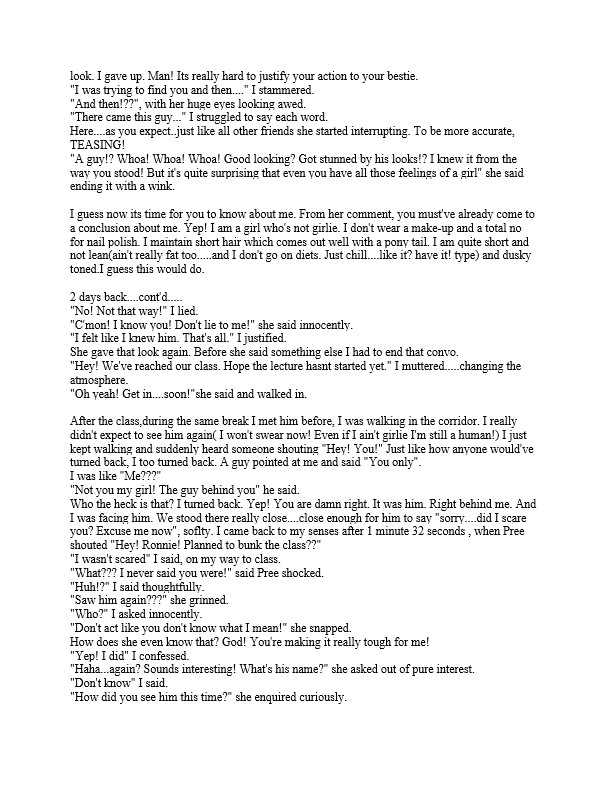 look. I gave up. Man! Its really hard to justify your action to your bestie.
"I was trying to find you and then...." I stammered.
"And then!??", with her huge eyes looking awed.
"There came this guy..." I struggled to say each word.
Here....as you expect..just like all other friends she started interrupting. To be more accurate,
TEASING!
"A guy!? Whoa! Whoa! Whoa! Good looking? Got stunned by his looks!? I knew it from the
way you stood! But it's quite surprising that even you have all those feelings of a girl" she said
ending it with a wink.

I guess now its time for you to know about me. From her comment, you must've already come to
a conclusion about me. Yep! I am a girl who's not girlie. I don't wear a make-up and a total no
for nail polish. I maintain short hair which comes out well with a pony tail. I am quite short and
not lean(ain't really fat too.....and I don't go on diets. Just chill....like it? have it! type) and dusky
toned.I guess this would do.

2 days back....cont'd.....
"No! Not that way!" I lied.
"C'mon! I know you! Don't lie to me!" she said innocently.
"I felt like I knew him. That's all." I justified.
She gave that look again. Before she said something else I had to end that convo.
"Hey! We've reached our class. Hope the lecture hasnt started yet." I muttered.....changing the
atmosphere.
"Oh yeah! Get in....soon!"she said and walked in.

After the class,during the same break I met him before, I was walking in the corridor. I really
didn't expect to see him again( I won't swear now! Even if I ain't girlie I'm still a human!) I just
kept walking and suddenly heard someone shouting "Hey! You!" Just like how anyone would've
turned back, I too turned back. A guy pointed at me and said "You only".
I was like "Me???"
"Not you my girl! The guy behind you" he said.
Who the heck is that? I turned back. Yep! You are damn right. It was him. Right behind me. And
I was facing him. We stood there really close....close enough for him to say "sorry....did I scare
you? Excuse me now", soflty. I came back to my senses after 1 minute 32 seconds , when Pree
shouted "Hey! Ronnie! Planned to bunk the class??"
"I wasn't scared" I said, on my way to class.
"What??? I never said you were!" said Pree shocked.
"Huh!?" I said thoughtfully.
"Saw him again???" she grinned.
"Who?" I asked innocently.
"Don't act like you don't know what I mean!" she snapped.
How does she even know that? God! You're making it really tough for me!
"Yep! I did" I confessed.
"Haha...again? Sounds interesting! What's his name?" she asked out of pure interest.
"Don't know" I said.
"How did you see him this time?" she enquired curiously.